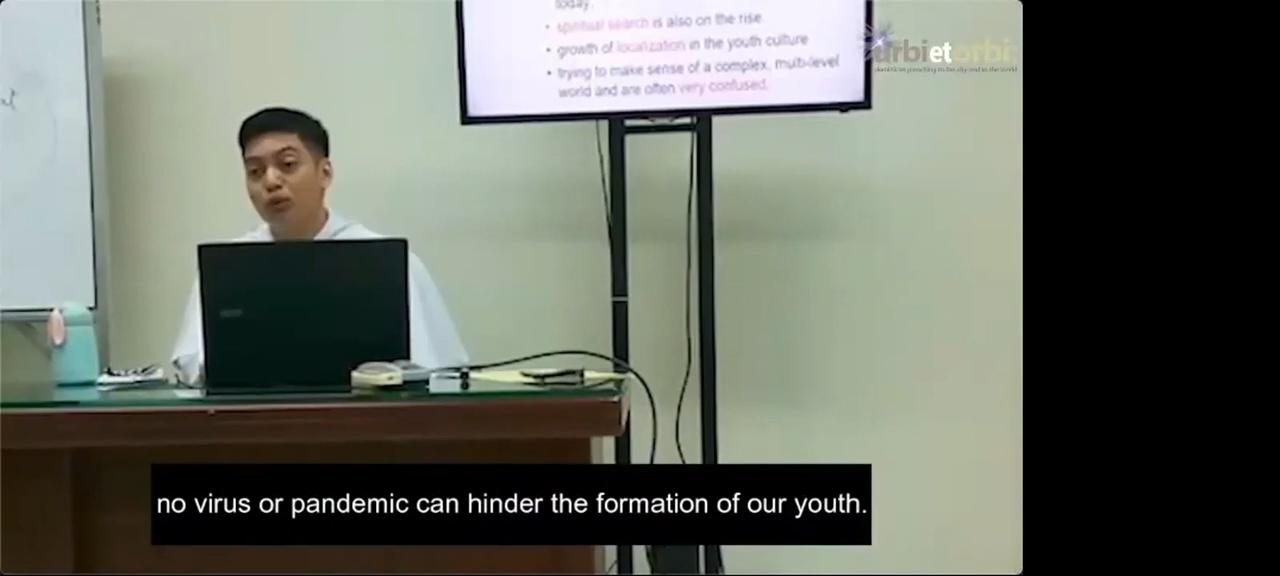 today.
• spiritual search is also on the rise
• growth of localization in the youth culture
• trying to make sense of a complex, multi-level
world and are often very confused.
urbietorbi
no virus or pandemic can hinder the formation of our youth.